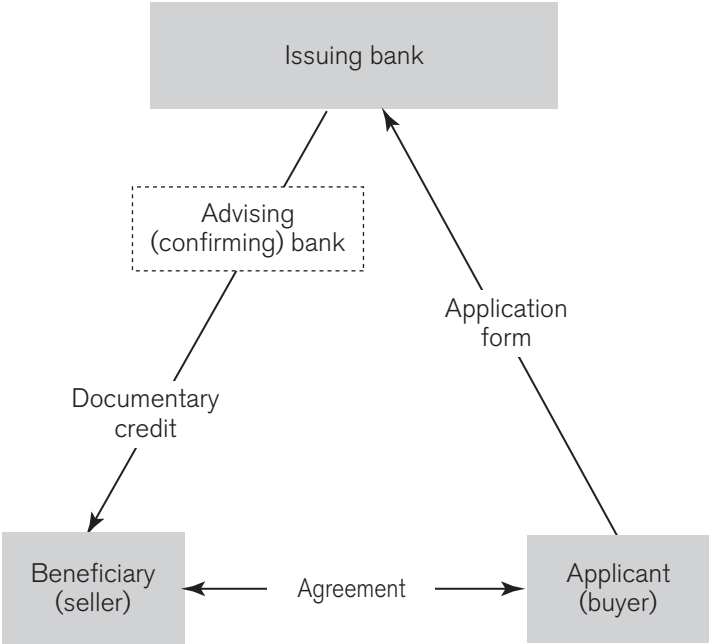 Issuing bank
Advising
(confirming) bank
Application
form
Documentary
credit
Beneficiary
(seller)
Agreement
Applicant
(buyer)